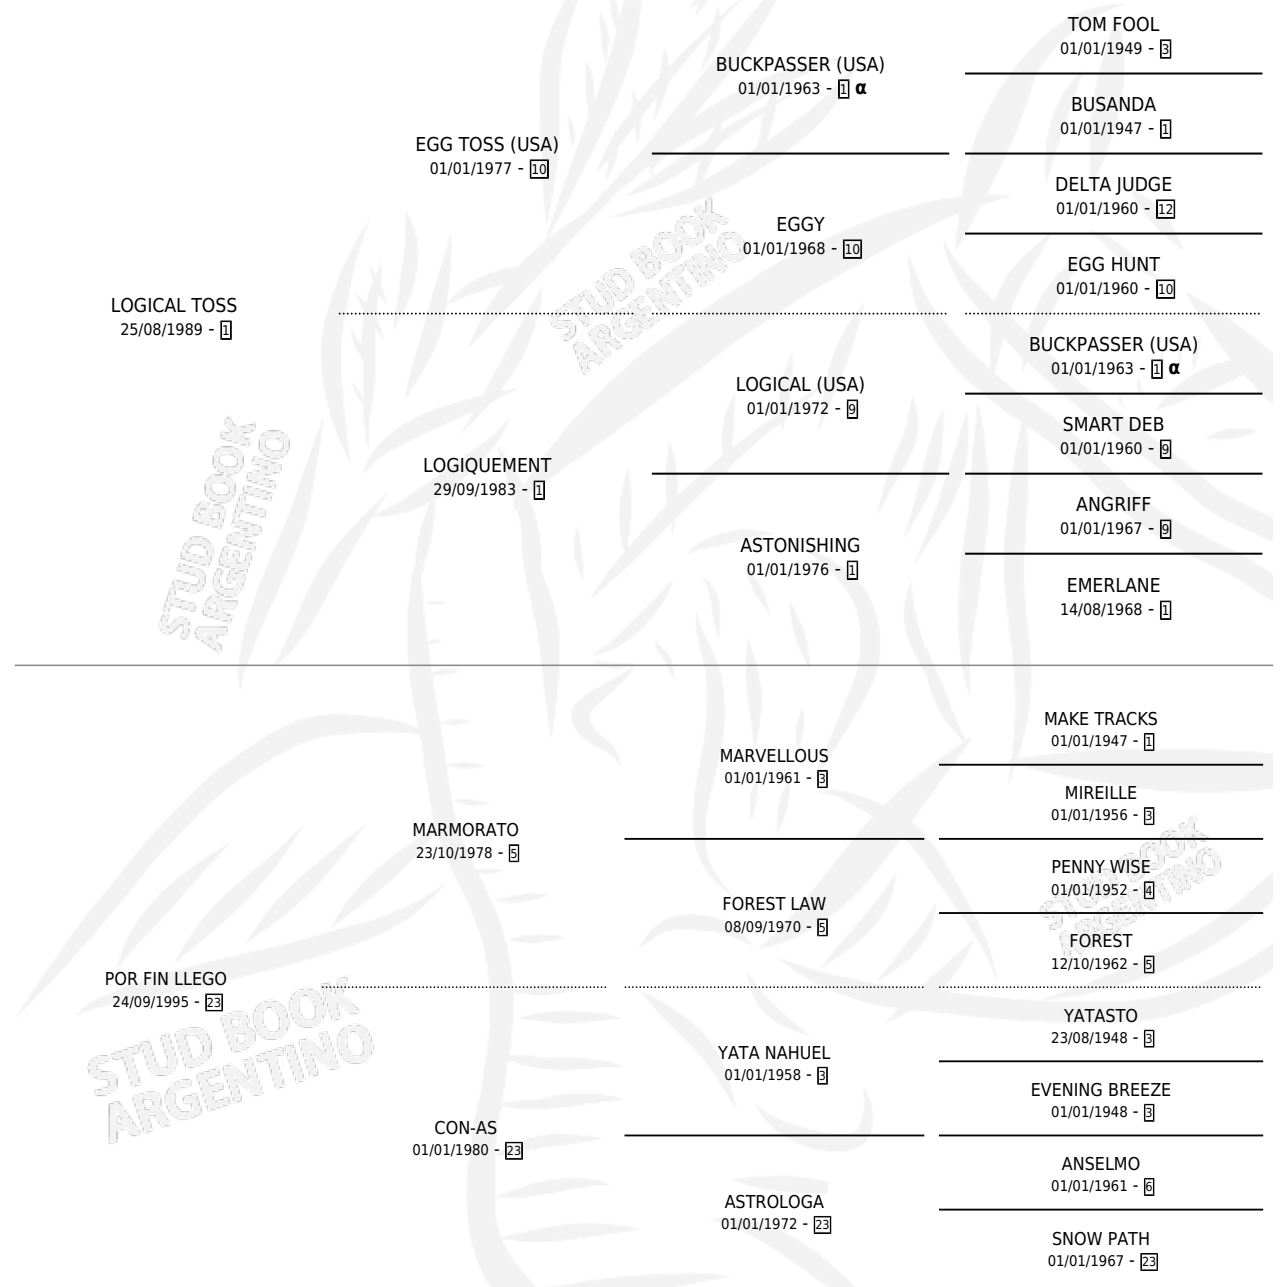 TOM FOOL
01/01/1949 - 3
BUCKPASSER (USA)
01/01/1963 - 1 α
BUSANDA
01/01/1947 - 1
EGG TOSS (USA)
01/01/1977 - 10
DELTA JUDGE
01/01/1960 - 12
EGGY
01/01/1968 - 10
EGG HUNT
01/01/1960 - 10
LOGICAL TOSS
25/08/1989 - 1
BUCKPASSER (USA)
01/01/1963 - 1 α
LOGICAL (USA)
01/01/1972 - 9
SMART DEB
01/01/1960 - 9
LOGIQUEMENT
29/09/1983 - 1
ANGRIFF
01/01/1967 - 9
ASTONISHING
01/01/1976 - 1
EMERLANE
14/08/1968 - 1
MAKE TRACKS
01/01/1947 - 1
MARVELLOUS
01/01/1961 - 3
MIREILLE
01/01/1956 - 3
MARMORATO
23/10/1978 - 5
PENNY WISE
01/01/1952 - 4
FOREST LAW
08/09/1970 - 5
FOREST
12/10/1962 - 5
POR FIN LLEGO
24/09/1995 - 23
YATASTO
23/08/1948 - 3
YATA NAHUEL
01/01/1958 - 3
EVENING BREEZE
01/01/1948 - 3
CON-AS
01/01/1980 - 23
ANSELMO
01/01/1961 - 6
ASTROLOGA
01/01/1972 - 23
SNOW PATH
01/01/1967 - 23
STUD BOOK
ARGENTINO
STUD BOOK
ARGENTINO
STUD BOOK
ARGENTINO
STUD BOOK
ARGENTINO